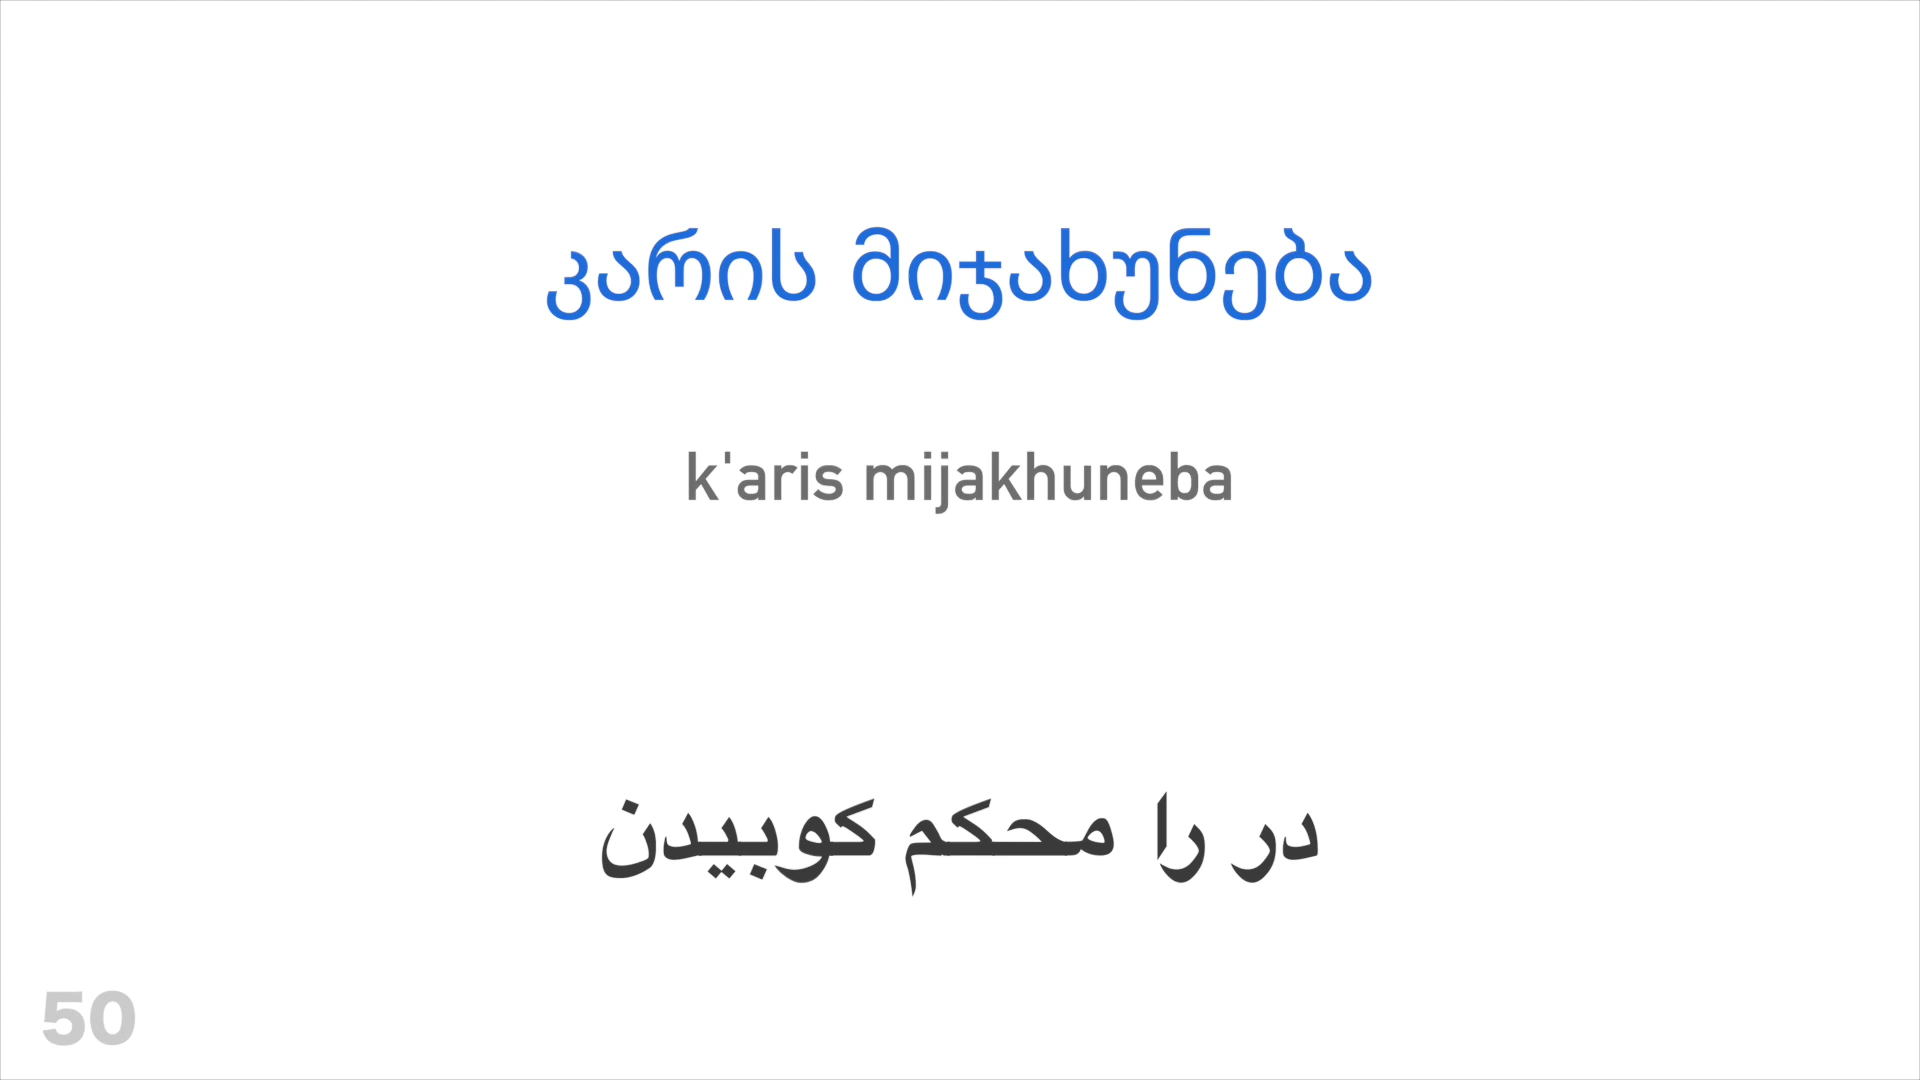 კარის მიჯახუნება
k'aris mijakhuneba
در را محکم کوبیدن
50